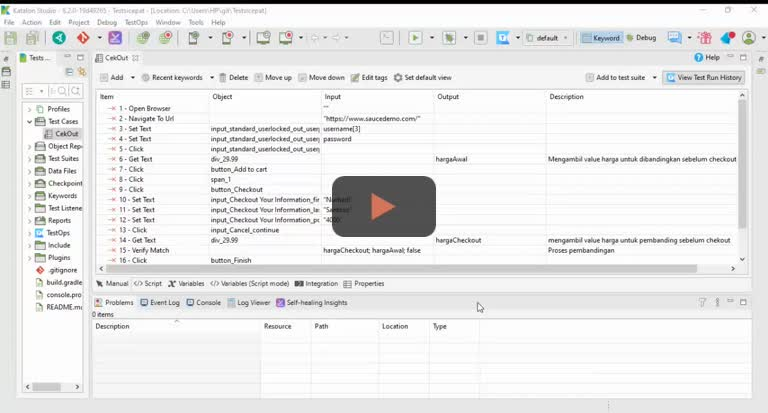 Katalon Studio - 8.2.0 - Testsicepat - [Location: C:\Users\HP\git\Testsicepat]
File Action Edit Project Debug TestOps Window Tools Help
default Keyword Debug
Tests ...
CekOut
Help
Add Recent keywords Delete Move up Move down Edit tags Set default view Add to test suite View Test Run History
Profiles
Test Cases
CekOut
Object Rep
Test Suites
Data Files
Checkpoint
Keywords
Test Listene
Reports
TestOps
Include
Plugins
.gitignore
build.gradle
console.pro
README.m
Item Object Input Output Description
1 - Open Browser ""
2 - Navigate To Url "https://www.saucedemo.com/"
3 - Set Text input_standard_userlocked_out_user username[3]
4 - Set Text input_standard_userlocked_out_user password
5 - Click input_standard_userlocked_out_user
6 - Get Text div_29.99 hargaAwal Mengambil value harga untuk dibandingkan sebelum checkout
7 - Click button_Add to cart
8 - Click span_1
9 - Click button_Checkout
10 - Set Text input_Checkout Your Information_fir
11 - Set Text input_Checkout Your Information_la
12 - Set Text input_Checkout Your Information_po
13 - Click input_Cancel_continue
14 - Get Text div_29.99 hargaCheckout mengambil value harga untuk pembanding sebelum chekout
15 - Verify Match hargaCheckout; hargaAwal; false Proses pembandingan
16 - Click button_Finish
Manual Script Variables Variables (Script mode) Integration Properties
Problems Event Log Console Log Viewer Self-healing Insights
0 items
Description Resource Path Location Type